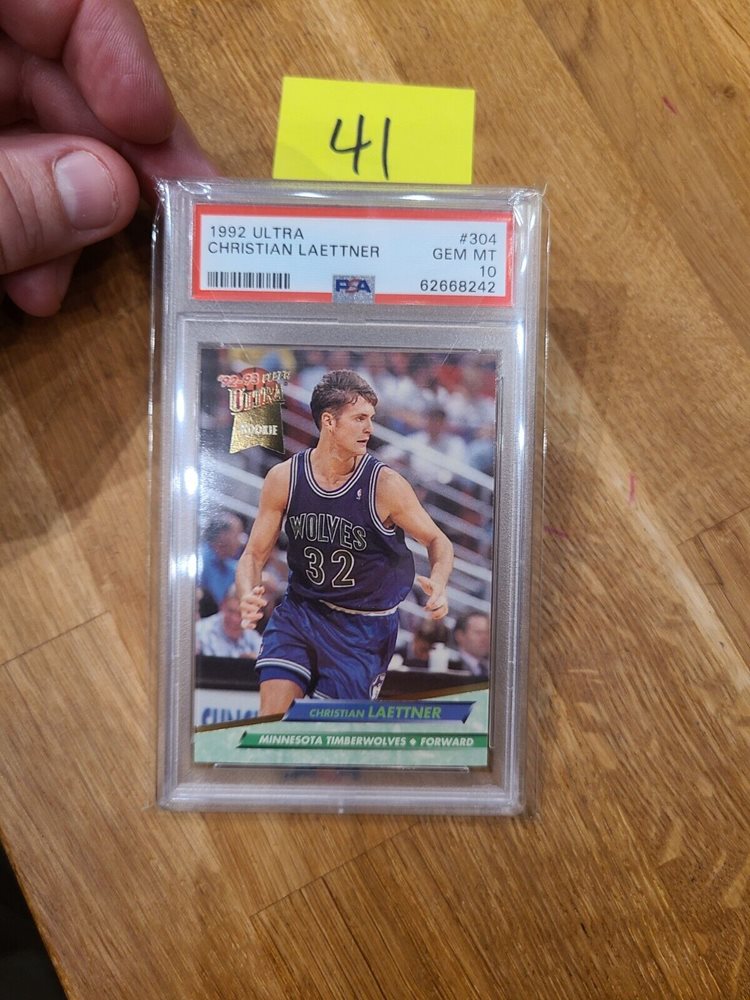 41
1992 ULTRA
CHRISTIAN LAETTNER
#304
GEM MT
10
62668242
PSA
'92-93 FLEER
ULTRA
ROOKIE
WOLVES
32
CHRISTIAN LAETTNER
MINNESOTA TIMBERWOLVES ◆ FORWARD